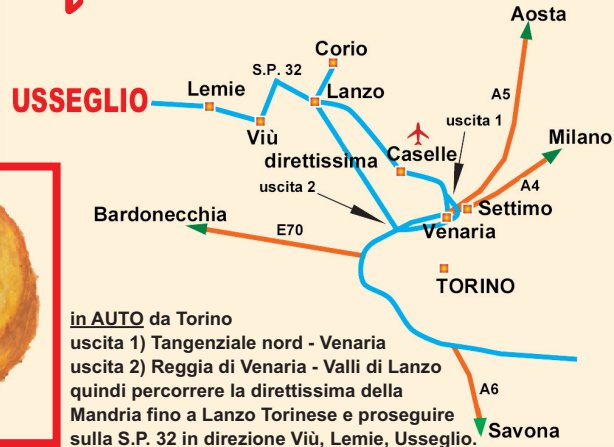 Aosta
Corio
S.P. 32
Lemie
Lanzo
A5
USSEGLIO
uscita 1
Viù
Milano
direttissima
Caselle
A4
uscita 2
Settimo
Bardonecchia
E70
Venaria
TORINO
in AUTO da Torino
uscita 1) Tangenziale nord - Venaria
uscita 2) Reggia di Venaria - Valli di Lanzo
quindi percorrere la direttissima della
Mandria fino a Lanzo Torinese e proseguire
sulla S.P. 32 in direzione Viù, Lemie, Usseglio.
A6
Savona